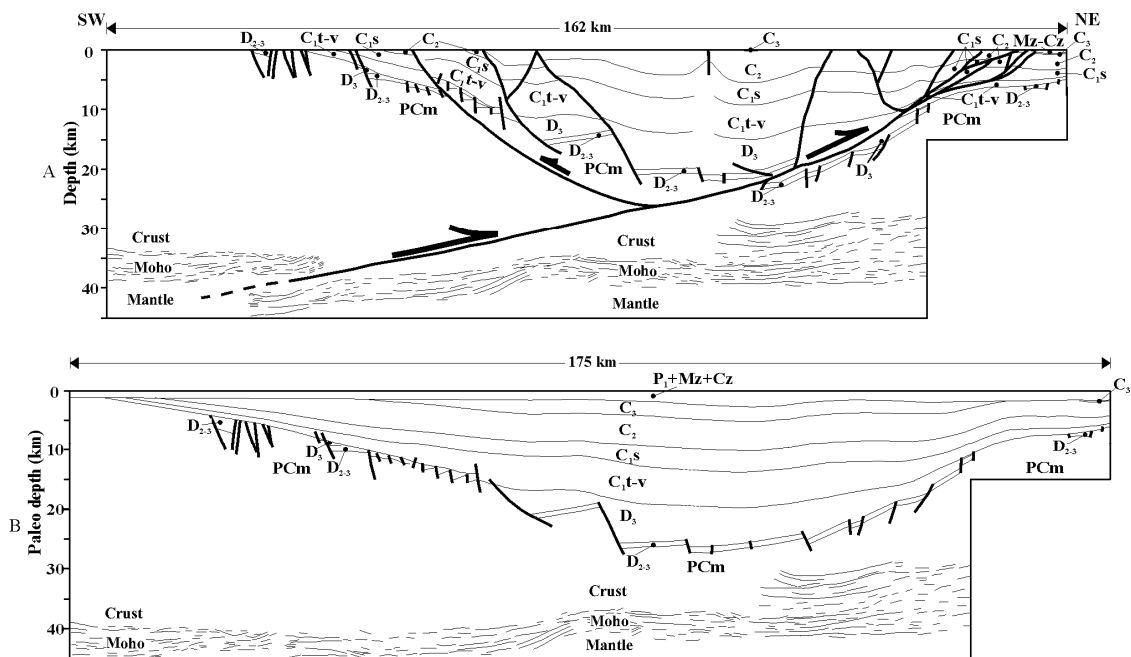 SW
NE
162 km
D2-3 C1t-v C1s C2 C3 C1s C2 Mz-Cz C3
0
C1s
C2
C2
C1t-v
C1s
C1s
D3
D2-3
C1t-v
C1t-v
D2-3
10
PCm
PCm
D3
C1t-v
D2-3
PCm
D3
D3
20
D2-3
D2-3
A
Depth (km)
30
Crust
Crust
Moho
Moho
40
Mantle
Mantle
175 km
P1+Mz+Cz
C3
0
C3
C2
D2-3
D3
C1s
D2-3
10
PCm
D2-3
PCm
C1t-v
20
D3
B
Paleo depth (km)
D2-3
PCm
30
Crust
Crust
Moho
40
Moho
Mantle